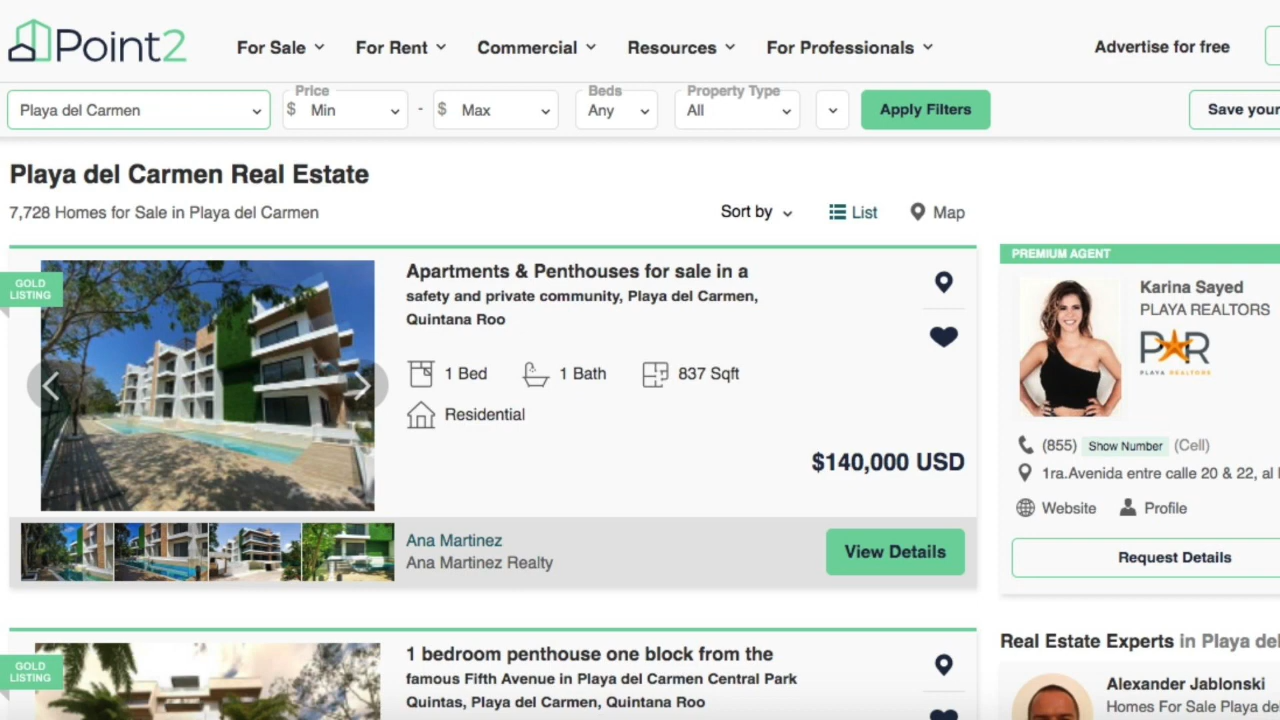 Point2
For Sale For Rent Commercial Resources For Professionals Advertise for free
Price Beds Property Type
Playa del Carmen $ Min - $ Max Any All Apply Filters Save your
Playa del Carmen Real Estate
7,728 Homes for Sale in Playa del Carmen Sort by List Map
GOLD
LISTING
Apartments & Penthouses for sale in a
safety and private community, Playa del Carmen,
Quintana Roo
1 Bed 1 Bath 837 Sqft
Residential
$140,000 USD
Ana Martinez
Ana Martinez Realty
View Details
PREMIUM AGENT
Karina Sayed
PLAYA REALTORS
PAR
PLAYA REALTORS
(855) Show Number (Cell)
1ra.Avenida entre calle 20 & 22, al
Website Profile
Request Details
GOLD
LISTING
1 bedroom penthouse one block from the
famous Fifth Avenue in Playa del Carmen Central Park
Quintas, Playa del Carmen, Quintana Roo
Real Estate Experts in Playa del
Alexander Jablonski
Homes For Sale Playa de